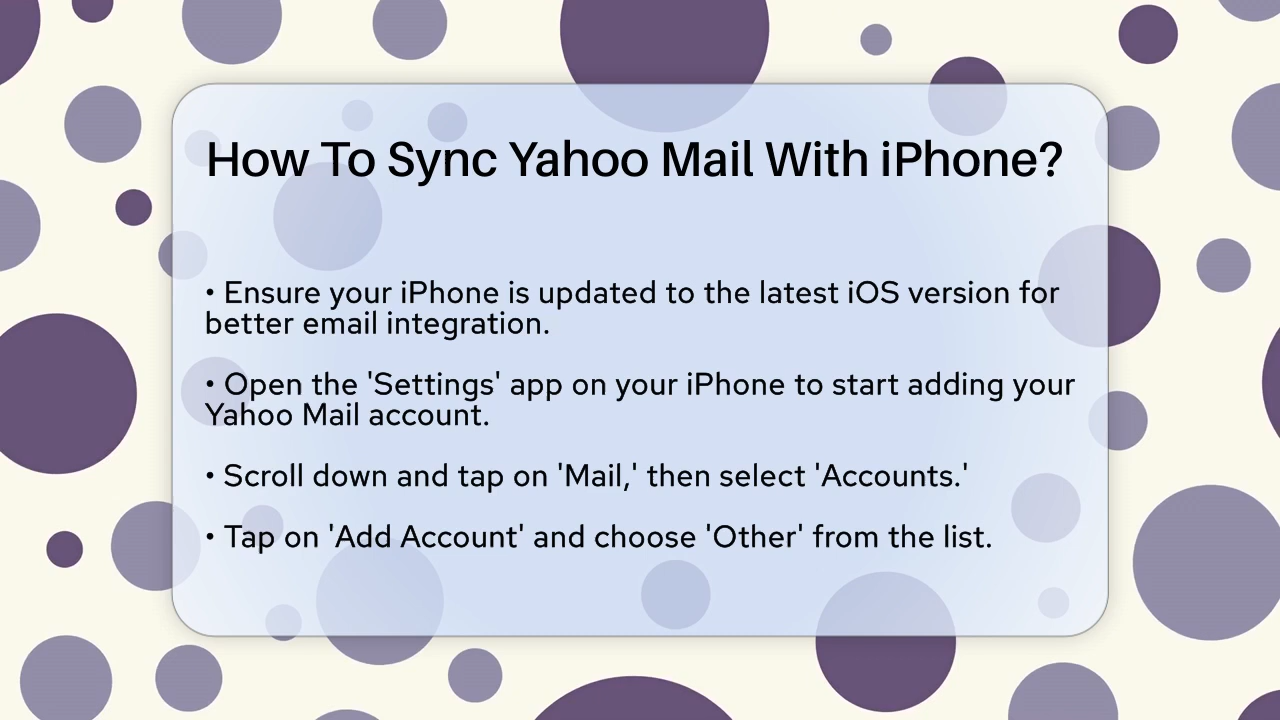 How To Sync Yahoo Mail With iPhone?
• Ensure your iPhone is updated to the latest iOS version for
better email integration.
• Open the 'Settings' app on your iPhone to start adding your
Yahoo Mail account.
• Scroll down and tap on 'Mail,' then select 'Accounts.'
• Tap on 'Add Account' and choose 'Other' from the list.